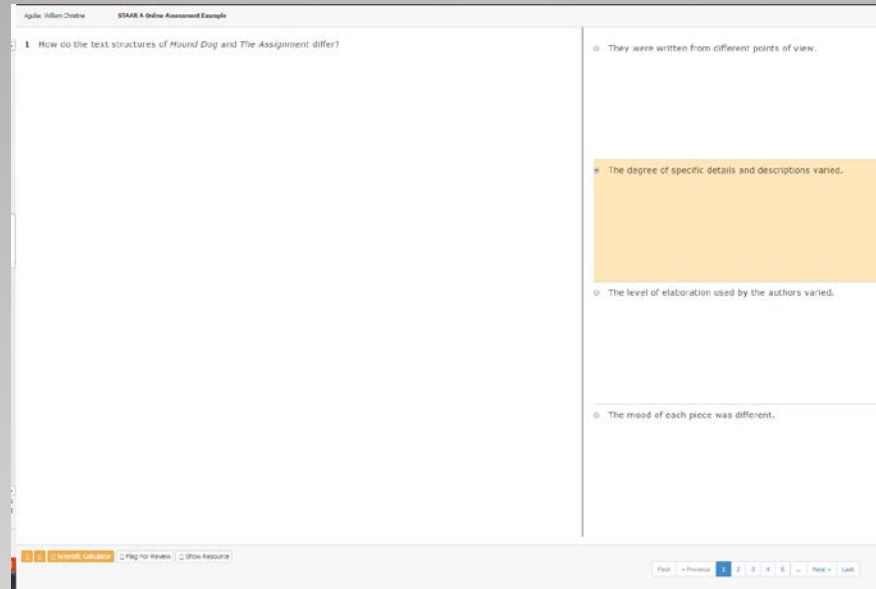 Aguilar, William Christine STAAR A Online Assessment Example
1 How do the text structures of Hound Dog and The Assignment differ?
They were written from different points of view.
The degree of specific details and descriptions varied.
The level of elaboration used by the authors varied.
The mood of each piece was different.
Scientific Calculator Flag For Review Show Resource
First « Previous 1 2 3 4 5 ... Next » Last